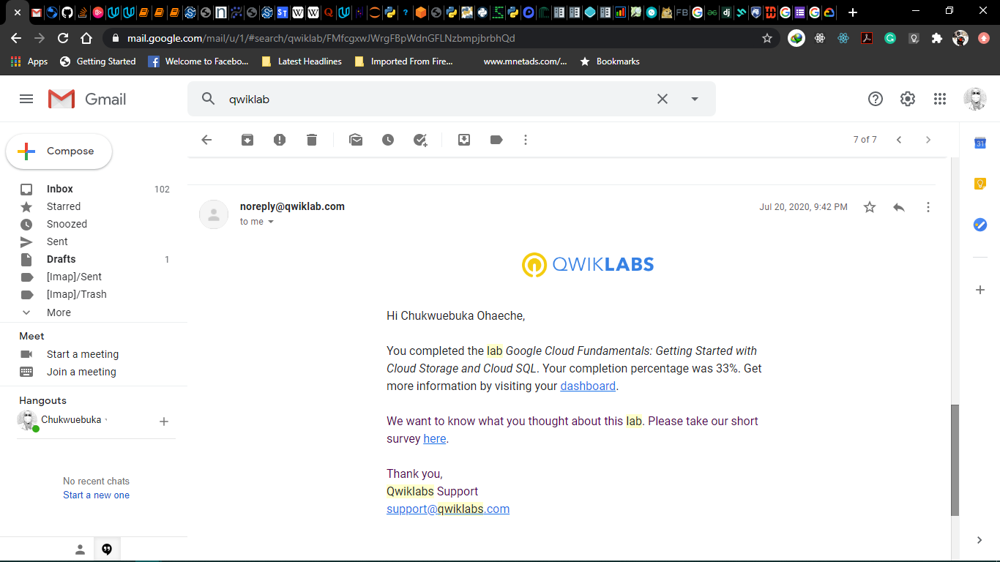 mail.google.com/mail/u/1/#search/qwiklab/FMfcgxwJWrgFBpWdnGFLNzbmpjbrbhQd
Apps Getting Started Welcome to Facebo... Latest Headlines Imported From Fire... www.mnetads.com/... Bookmarks
Gmail qwiklab
Compose 7 of 7
Inbox 102
Starred
Snoozed
Sent
Drafts 1
[Imap]/Sent
[Imap]/Trash
More
Meet
Start a meeting
Join a meeting
Hangouts
Chukwuebuka
No recent chats
Start a new one
noreply@qwiklab.com Jul 20, 2020, 9:42 PM
to me
QWIKLABS
Hi Chukwuebuka Ohaeche,
You completed the lab Google Cloud Fundamentals: Getting Started with
Cloud Storage and Cloud SQL. Your completion percentage was 33%. Get
more information by visiting your dashboard.
We want to know what you thought about this lab. Please take our short
survey here.
Thank you,
Qwiklabs Support
support@qwiklabs.com
31